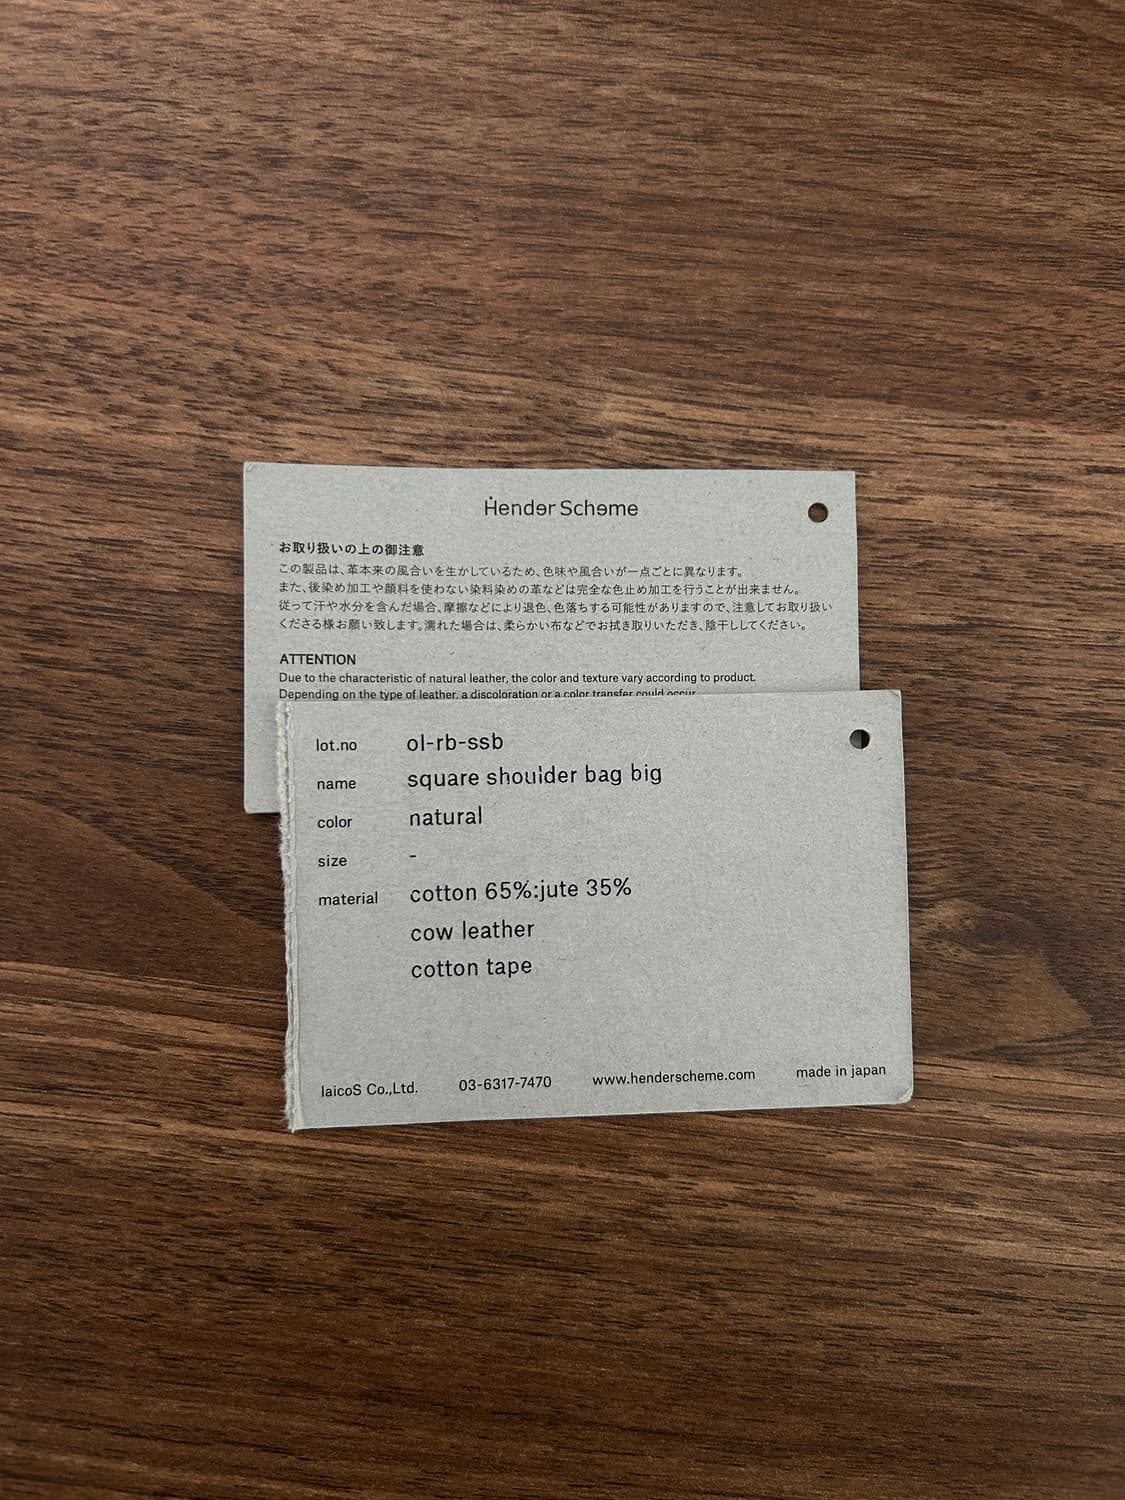 Hender Scheme
お取り扱いの上の御注意
この製品は、革本来の風合いを生かしているため、色味や風合いが一点ごとに異なります。
また、後染め加工や顔料を使わない染料染めの革などは完全な色止め加工を行うことが出来ません。
従って汗や水分を含んだ場合、摩擦などにより退色、色落ちする可能性がありますので、注意してお取り扱い
くださる様お願い致します。濡れた場合は、柔らかい布などでお拭き取りいただき、陰干ししてください。
ATTENTION
Due to the characteristic of natural leather, the color and texture vary according to product.
Depending on the type of leather, a discoloration or a color transfer could occur
lot.no ol-rb-ssb
name square shoulder bag big
color natural
size -
material cotton 65%:jute 35%
cow leather
cotton tape
laicoS Co.,Ltd. 03-6317-7470 www.henderscheme.com made in japan